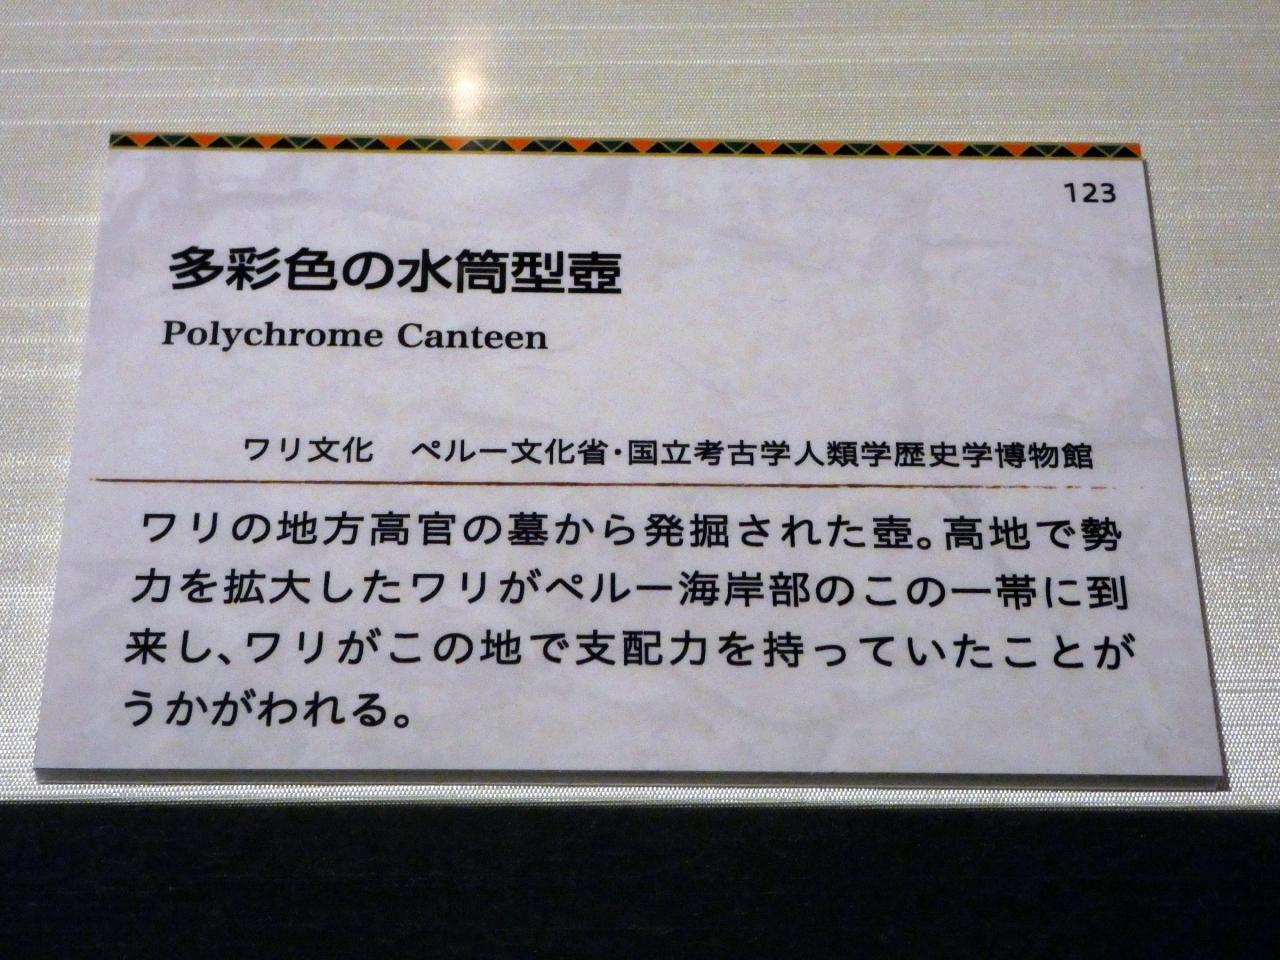 123
多彩色の水筒型壺
Polychrome Canteen
ワリ文化　ペルー文化省・国立考古学人類学歴史学博物館
ワリの地方高官の墓から発掘された壺。高地で勢
力を拡大したワリがペルー海岸部のこの一帯に到
来し、ワリがこの地で支配力を持っていたことが
うかがわれる。